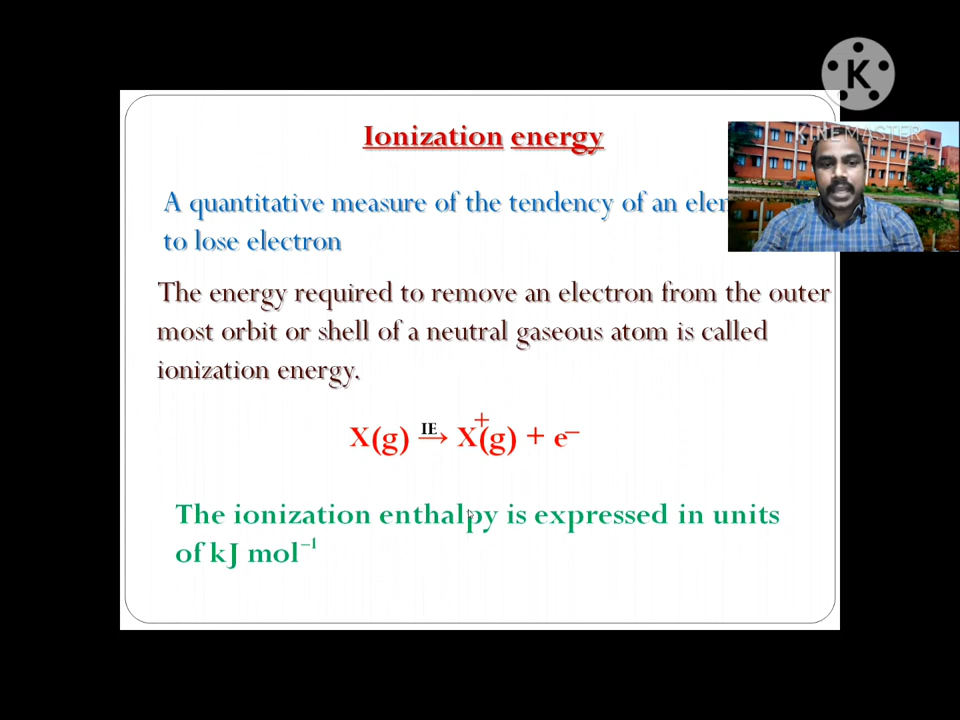 K
KINEMASTER
Ionization energy
A quantitative measure of the tendency of an
to lose electron
The energy required to remove an electron from the outer
most orbit or shell of a neutral gaseous atom is called
ionization energy.
X(g) IE→ X⁺(g) + e⁻
The ionization enthalpy is expressed in units
of kJ mol⁻¹